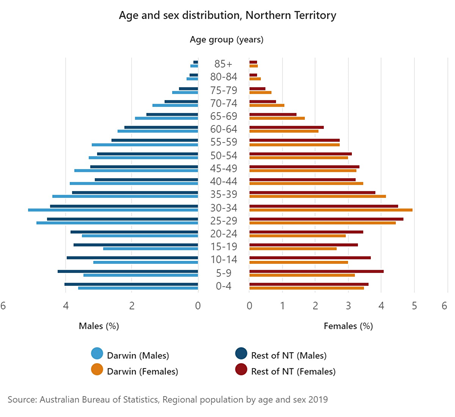 Age and sex distribution, Northern Territory
Age group (years)
85+
80-84
75-79
70-74
65-69
60-64
55-59
50-54
45-49
40-44
35-39
30-34
25-29
20-24
15-19
10-14
5-9
0-4
6 4 2 0 0 1 2 3 4 5 6
Males (%) Females (%)
Darwin (Males) Rest of NT (Males)
Darwin (Females) Rest of NT (Females)
Source: Australian Bureau of Statistics, Regional population by age and sex 2019